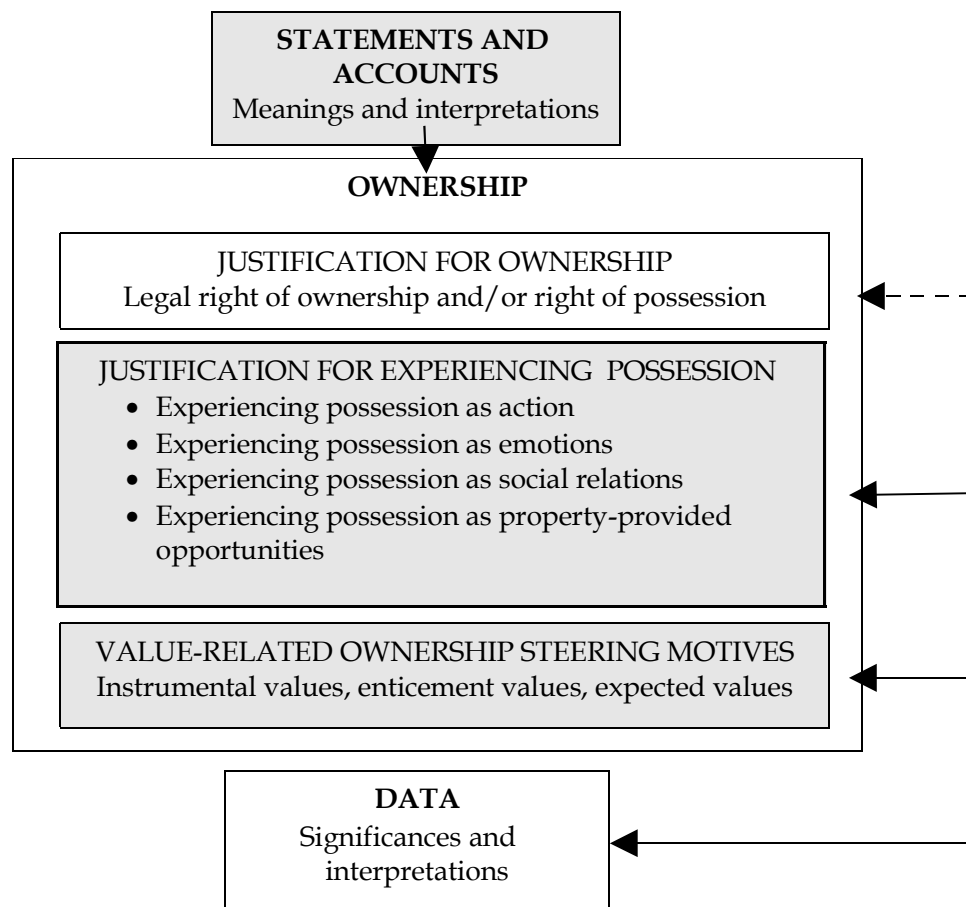 STATEMENTS AND
ACCOUNTS
Meanings and interpretations
OWNERSHIP
JUSTIFICATION FOR OWNERSHIP
Legal right of ownership and/or right of possession
JUSTIFICATION FOR EXPERIENCING POSSESSION
• Experiencing possession as action
• Experiencing possession as emotions
• Experiencing possession as social relations
• Experiencing possession as property-provided
opportunities
VALUE-RELATED OWNERSHIP STEERING MOTIVES
Instrumental values, enticement values, expected values
DATA
Significances and
interpretations